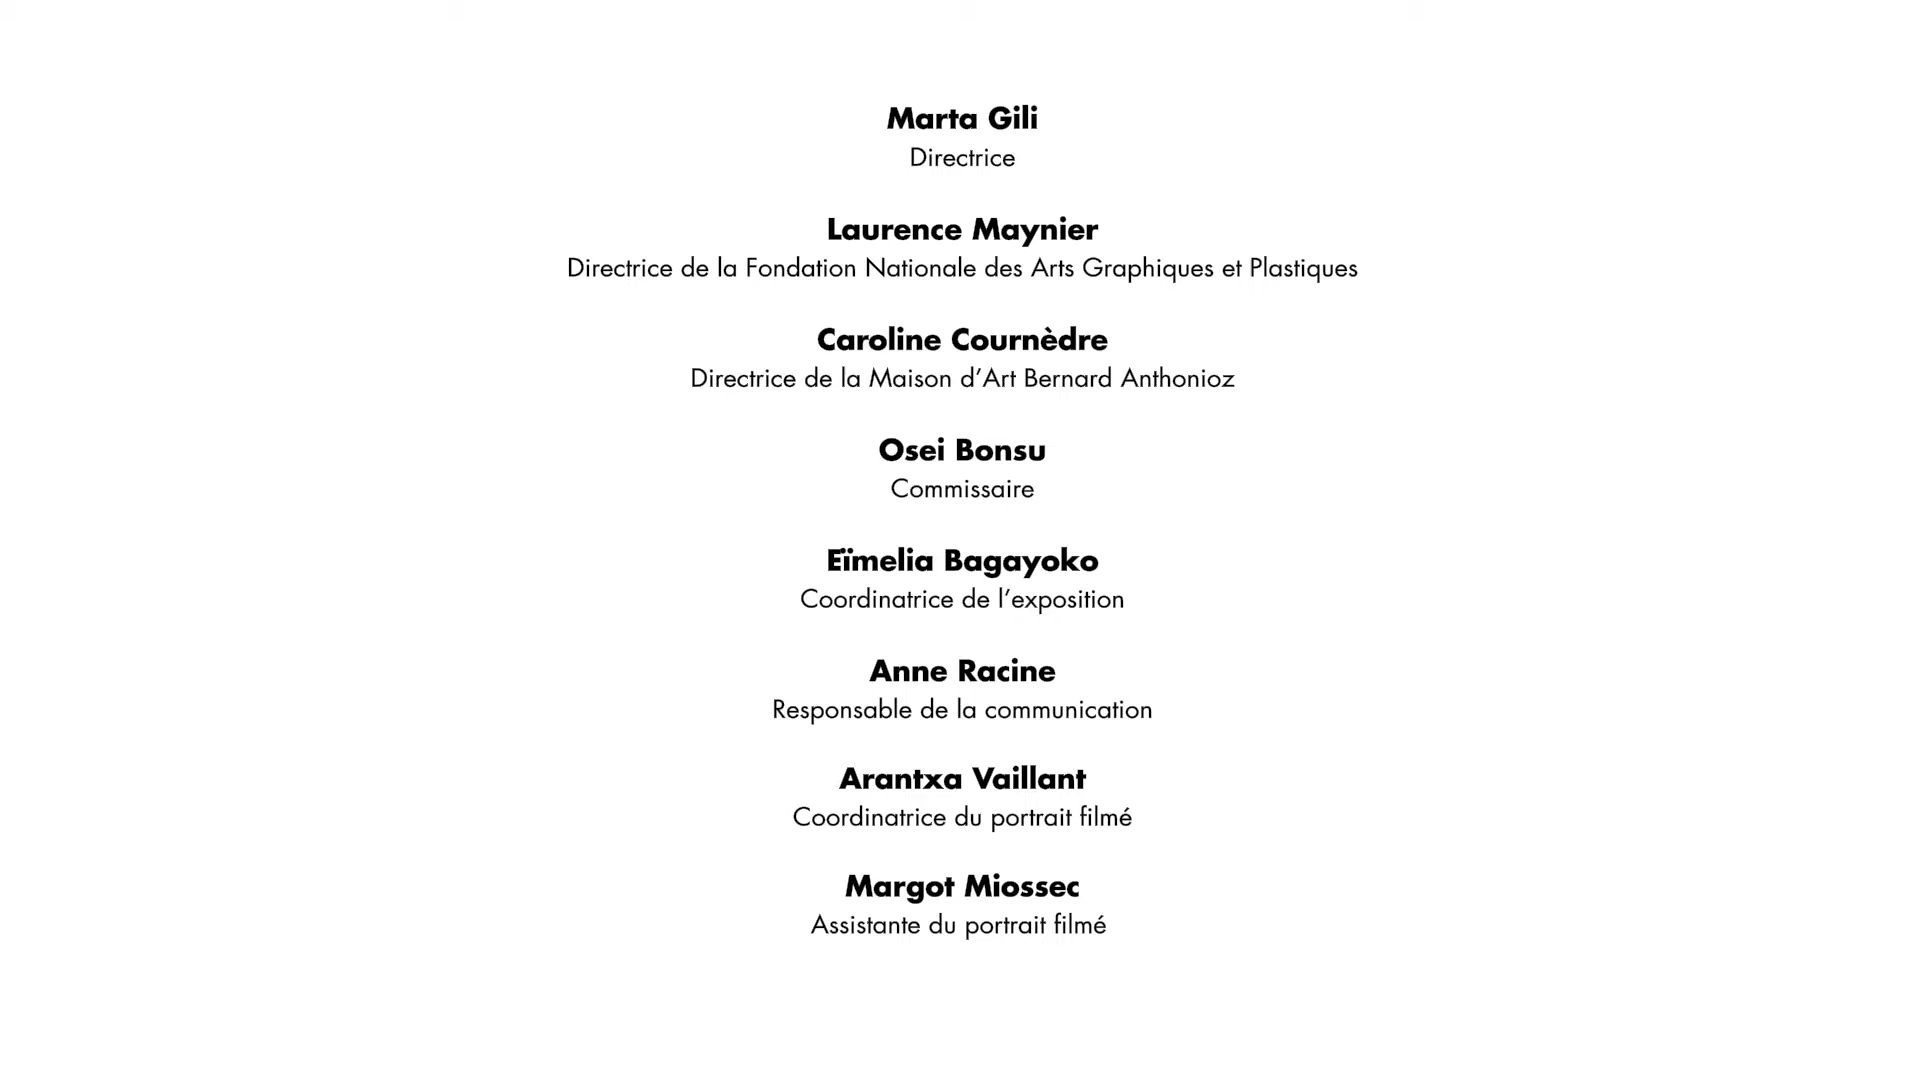 Marta Gili
Directrice
Laurence Maynier
Directrice de la Fondation Nationale des Arts Graphiques et Plastiques
Caroline Cournèdre
Directrice de la Maison d’Art Bernard Anthonioz
Osei Bonsu
Commissaire
Eïmelia Bagayoko
Coordinatrice de l’exposition
Anne Racine
Responsable de la communication
Arantxa Vaillant
Coordinatrice du portrait filmé
Margot Miossec
Assistante du portrait filmé